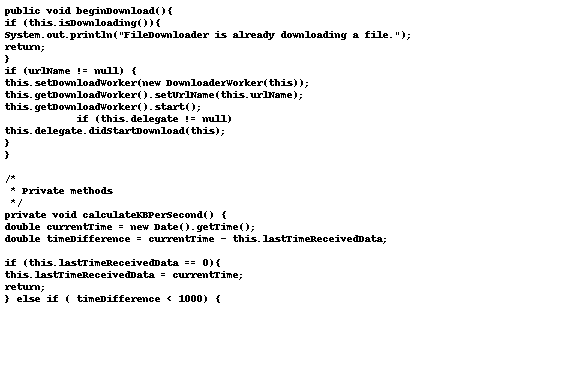 public void beginDownload(){
if (this.isDownloading()){
System.out.println("FileDownloader is already downloading a file.");
return;
}
if (urlName != null) {
this.setDownloadWorker(new DownloaderWorker(this));
this.getDownloadWorker().setUrlName(this.urlName);
this.getDownloadWorker().start();
if (this.delegate != null)
this.delegate.didStartDownload(this);
}
}
/*
* Private methods
*/
private void calculateKBPerSecond() {
double currentTime = new Date().getTime();
double timeDifference = currentTime - this.lastTimeReceivedData;
if (this.lastTimeReceivedData == 0){
this.lastTimeReceivedData = currentTime;
return;
} else if ( timeDifference < 1000) {